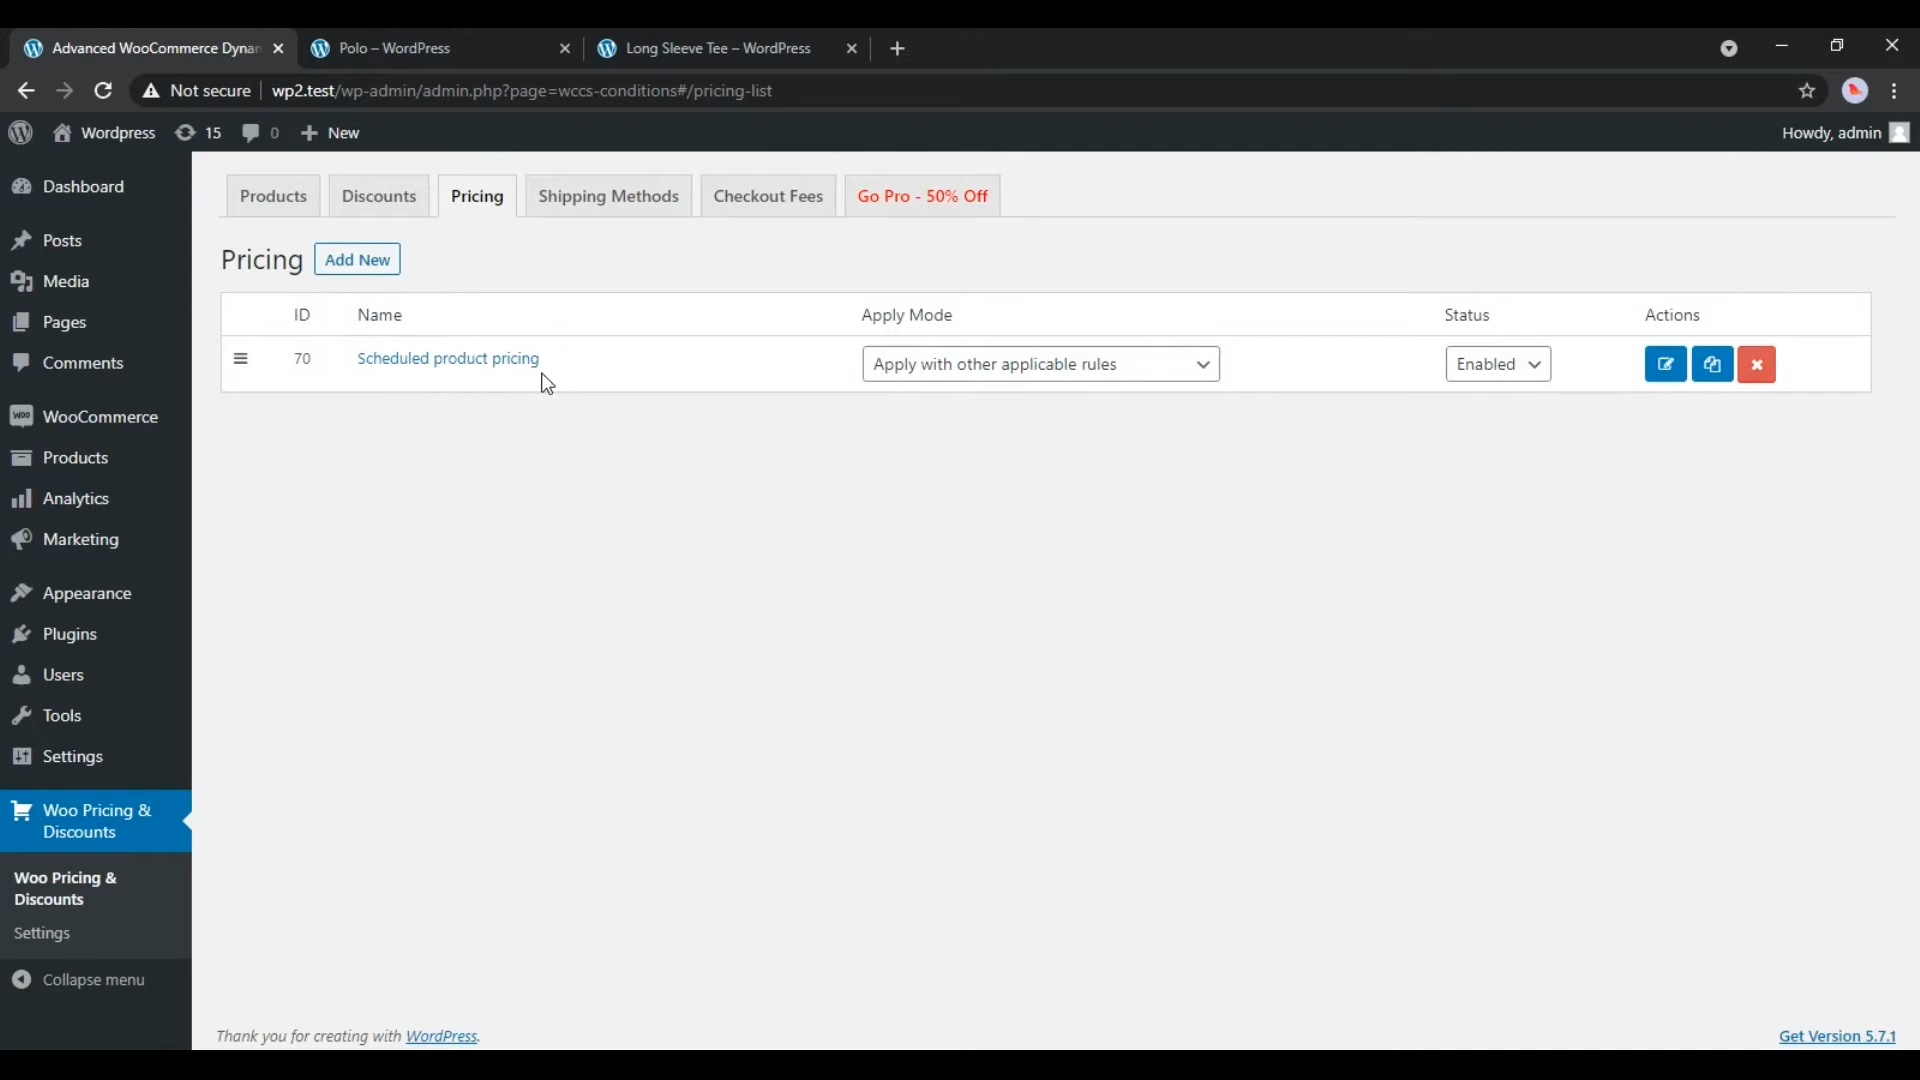 Advanced WooCommerce Dynan
Polo – WordPress
Long Sleeve Tee – WordPress
Not secure
wp2.test/wp-admin/admin.php?page=wccs-conditions#/pricing-list
Wordpress
15
0
New
Howdy, admin
Dashboard
Posts
Media
Pages
Comments
WOO
WooCommerce
Products
Analytics
Marketing
Appearance
Plugins
Users
Tools
Settings
Woo Pricing &
Discounts
Woo Pricing &
Discounts
Settings
Collapse menu
Products
Discounts
Pricing
Shipping Methods
Checkout Fees
Go Pro - 50% Off
Pricing
Add New
ID
Name
Apply Mode
Status
Actions
70
Scheduled product pricing
Apply with other applicable rules
Enabled
Thank you for creating with WordPress.
Get Version 5.7.1